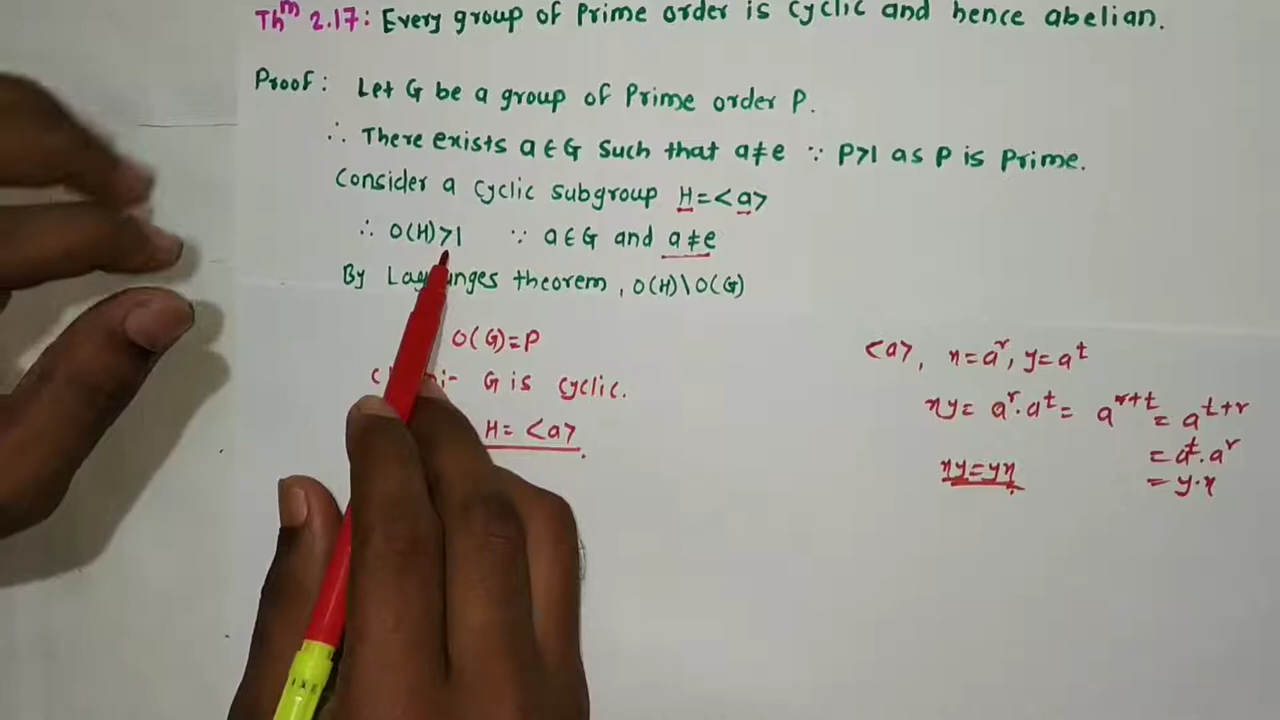 Thm 2.17: Every group of Prime order is cyclic and hence abelian.
Proof: Let G be a group of Prime order P.
∴ There exists a ∈ G Such that a ≠ e ∵ P>1 as P is Prime.
Consider a cyclic subgroup H = <a>
∴ O(H)>1 ∵ a ∈ G and a ≠ e
By theorem, O(H)\O(G)
O(G)=P
G is cyclic.
H = <a>
<a>, x=a^r, y=a^t
xy= a^r·a^t= a^r+t = a^t+r
= a^t·a^r
xy=yx
= y·x